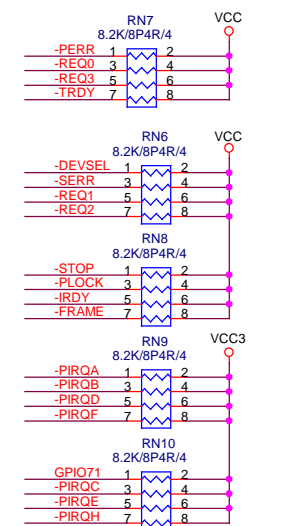 RN7 VCC
8.2K/8P4R/4
-PERR 1 2
-REQ0 3 4
-REQ3 5 6
-TRDY 7 8
RN6 VCC
8.2K/8P4R/4
-DEVSEL 1 2
-SERR 3 4
-REQ1 5 6
-REQ2 7 8
RN8
8.2K/8P4R/4
-STOP 1 2
-PLOCK 3 4
-IRDY 5 6
-FRAME 7 8
RN9 VCC3
8.2K/8P4R/4
-PIRQA 1 2
-PIRQB 3 4
-PIRQD 5 6
-PIRQF 7 8
RN10
8.2K/8P4R/4
GPIO71 1 2
-PIRQC 3 4
-PIRQE 5 6
-PIRQH 7 8